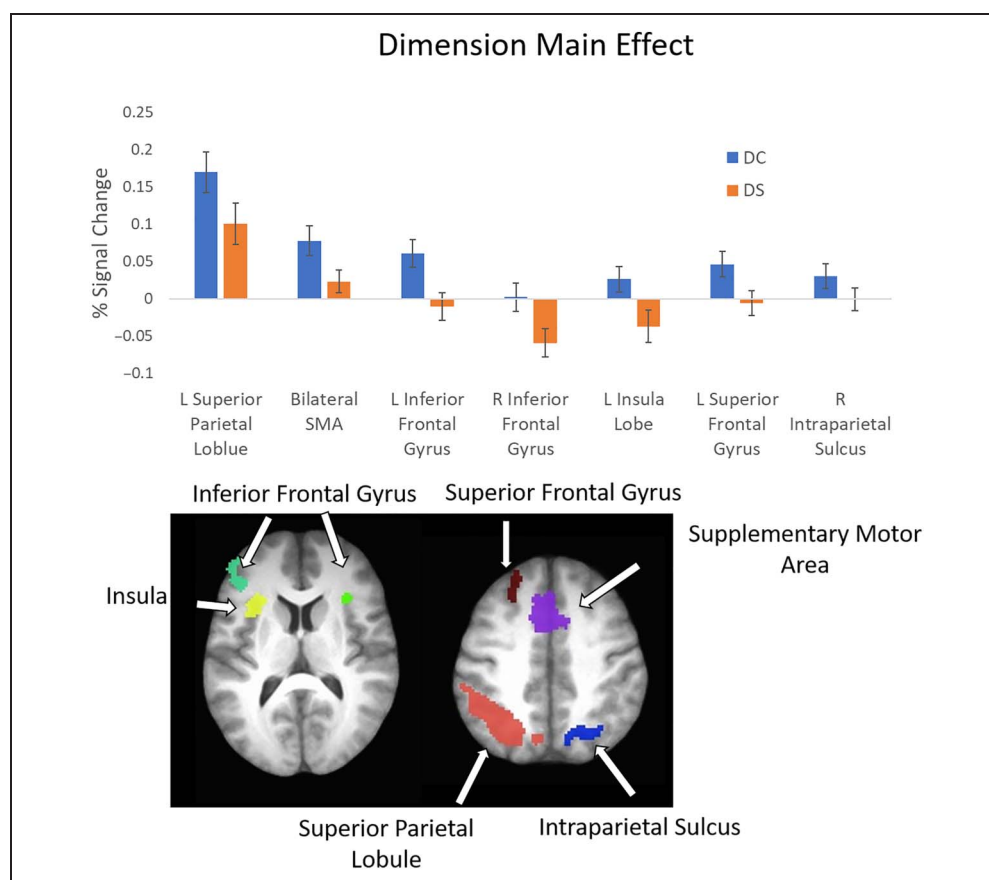 Dimension Main Effect
% Signal Change
0.25
0.2
0.15
0.1
0.05
0
−0.05
−0.1
DC
DS
L Superior
Parietal
Loblue
Bilateral
SMA
L Inferior
Frontal
Gyrus
R Inferior
Frontal
Gyrus
L Insula
Lobe
L Superior
Frontal
Gyrus
R
Intraparietal
Sulcus
Inferior Frontal Gyrus
Superior Frontal Gyrus
Supplementary Motor
Area
Insula
Superior Parietal
Lobule
Intraparietal Sulcus